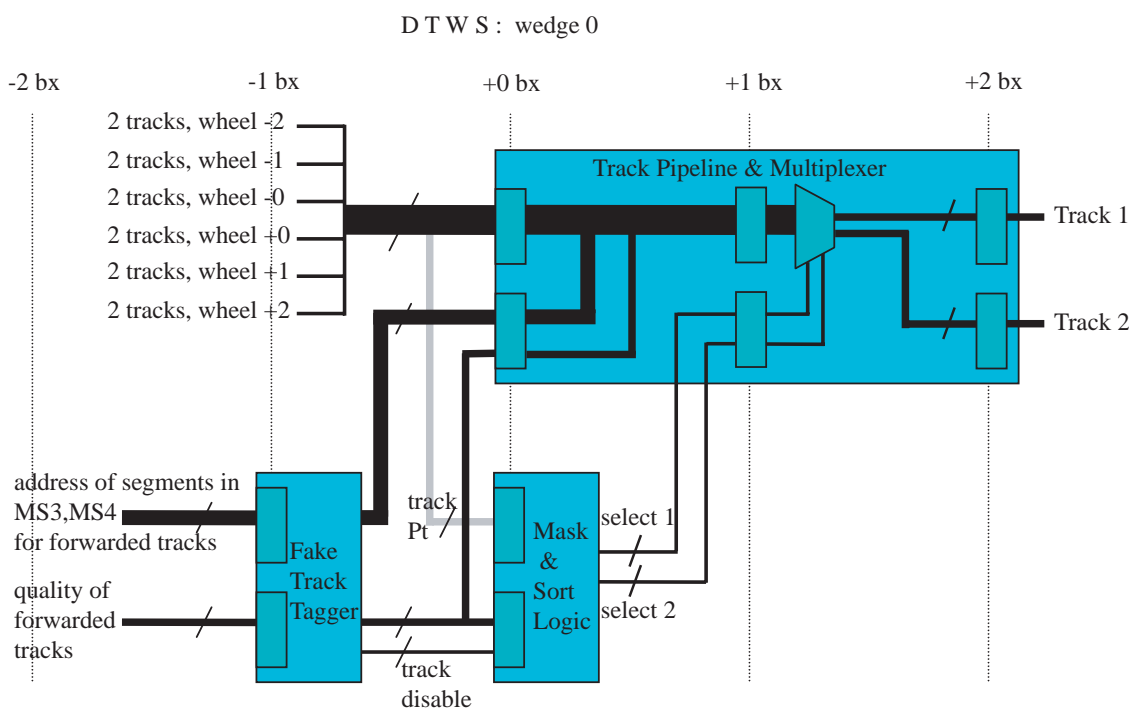 D T W S : wedge 0
-2 bx
-1 bx
+0 bx
+1 bx
+2 bx
2 tracks, wheel -2
2 tracks, wheel -1
2 tracks, wheel -0
2 tracks, wheel +0
2 tracks, wheel +1
2 tracks, wheel +2
Track Pipeline & Multiplexer
Track 1
Track 2
address of segments in
MS3,MS4
for forwarded tracks
quality of
forwarded
tracks
Fake
Track
Tagger
track
Pt
track
disable
Mask
&
Sort
Logic
select 1
select 2